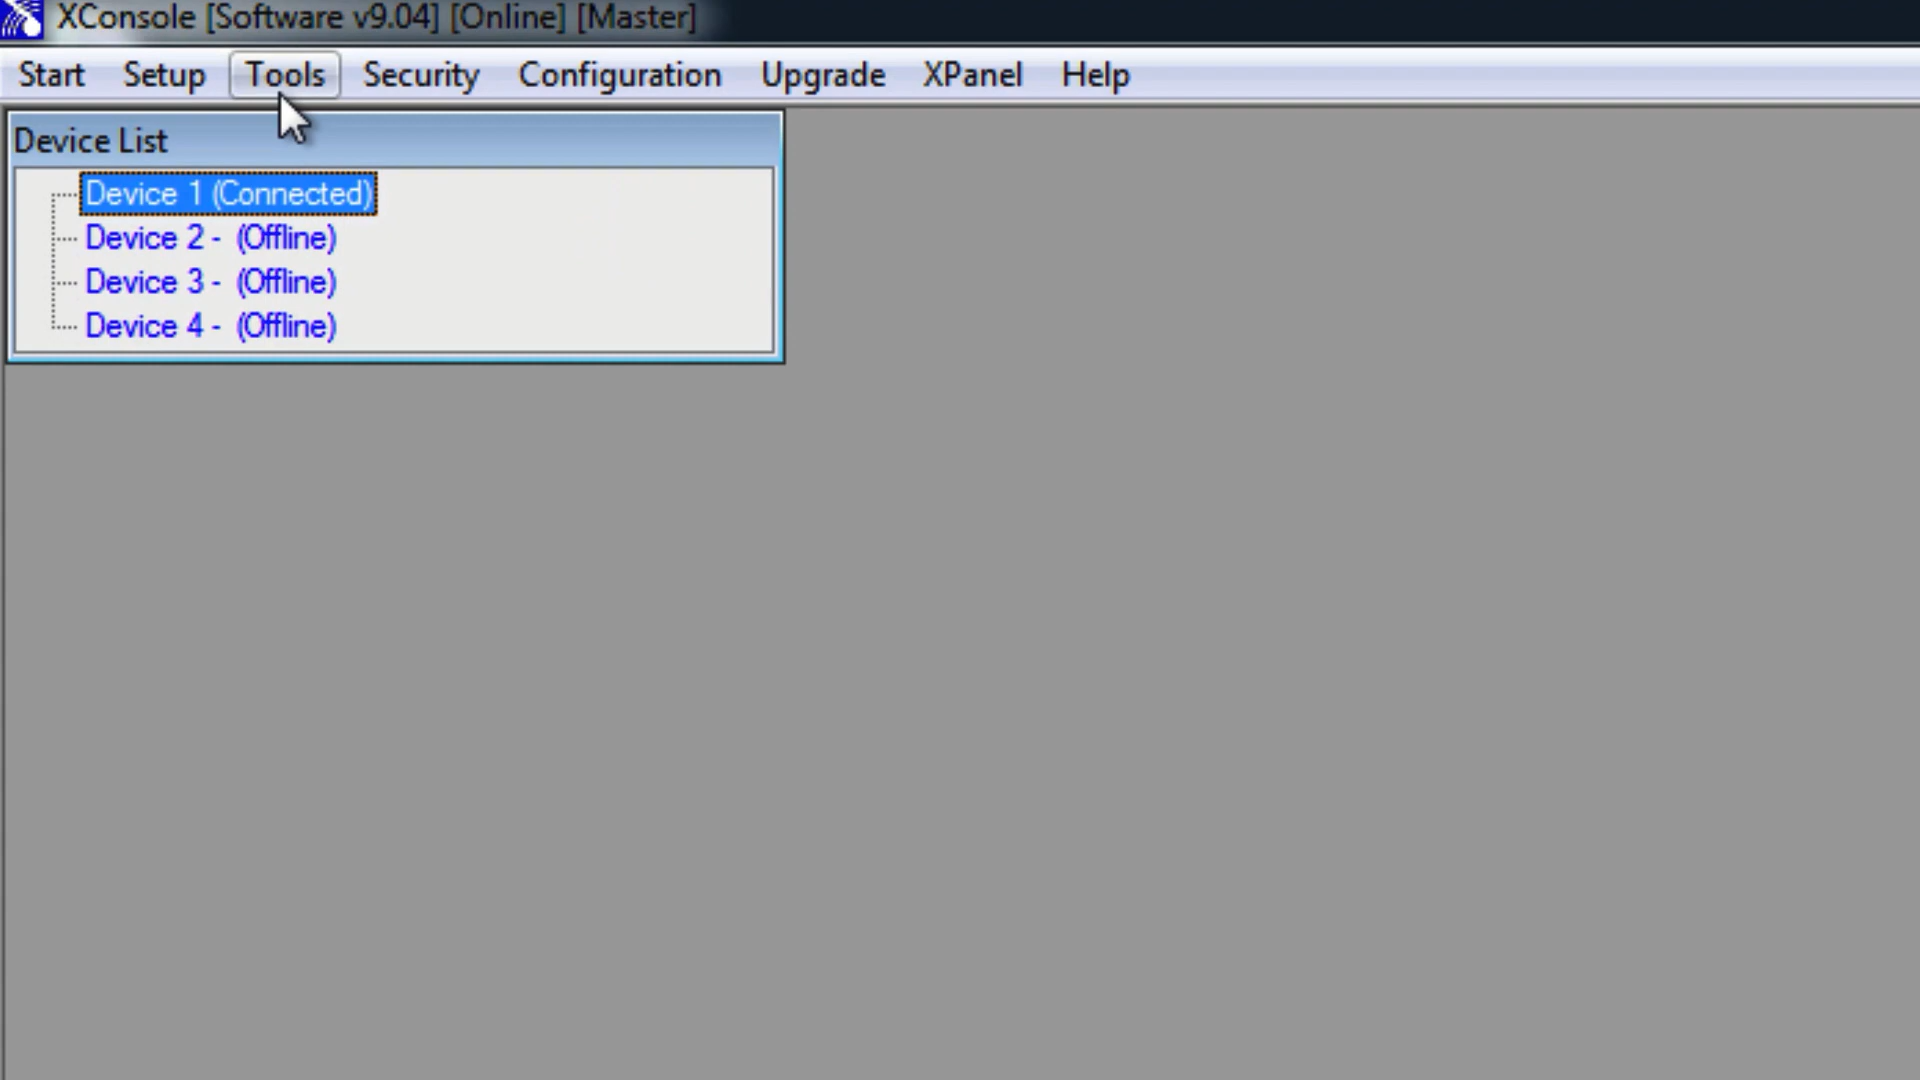 XConsole [Software v9.04] [Online] [Master]
Start Setup Tools Security Configuration Upgrade XPanel Help
Device List
Device 1 (Connected)
Device 2 - (Offline)
Device 3 - (Offline)
Device 4 - (Offline)